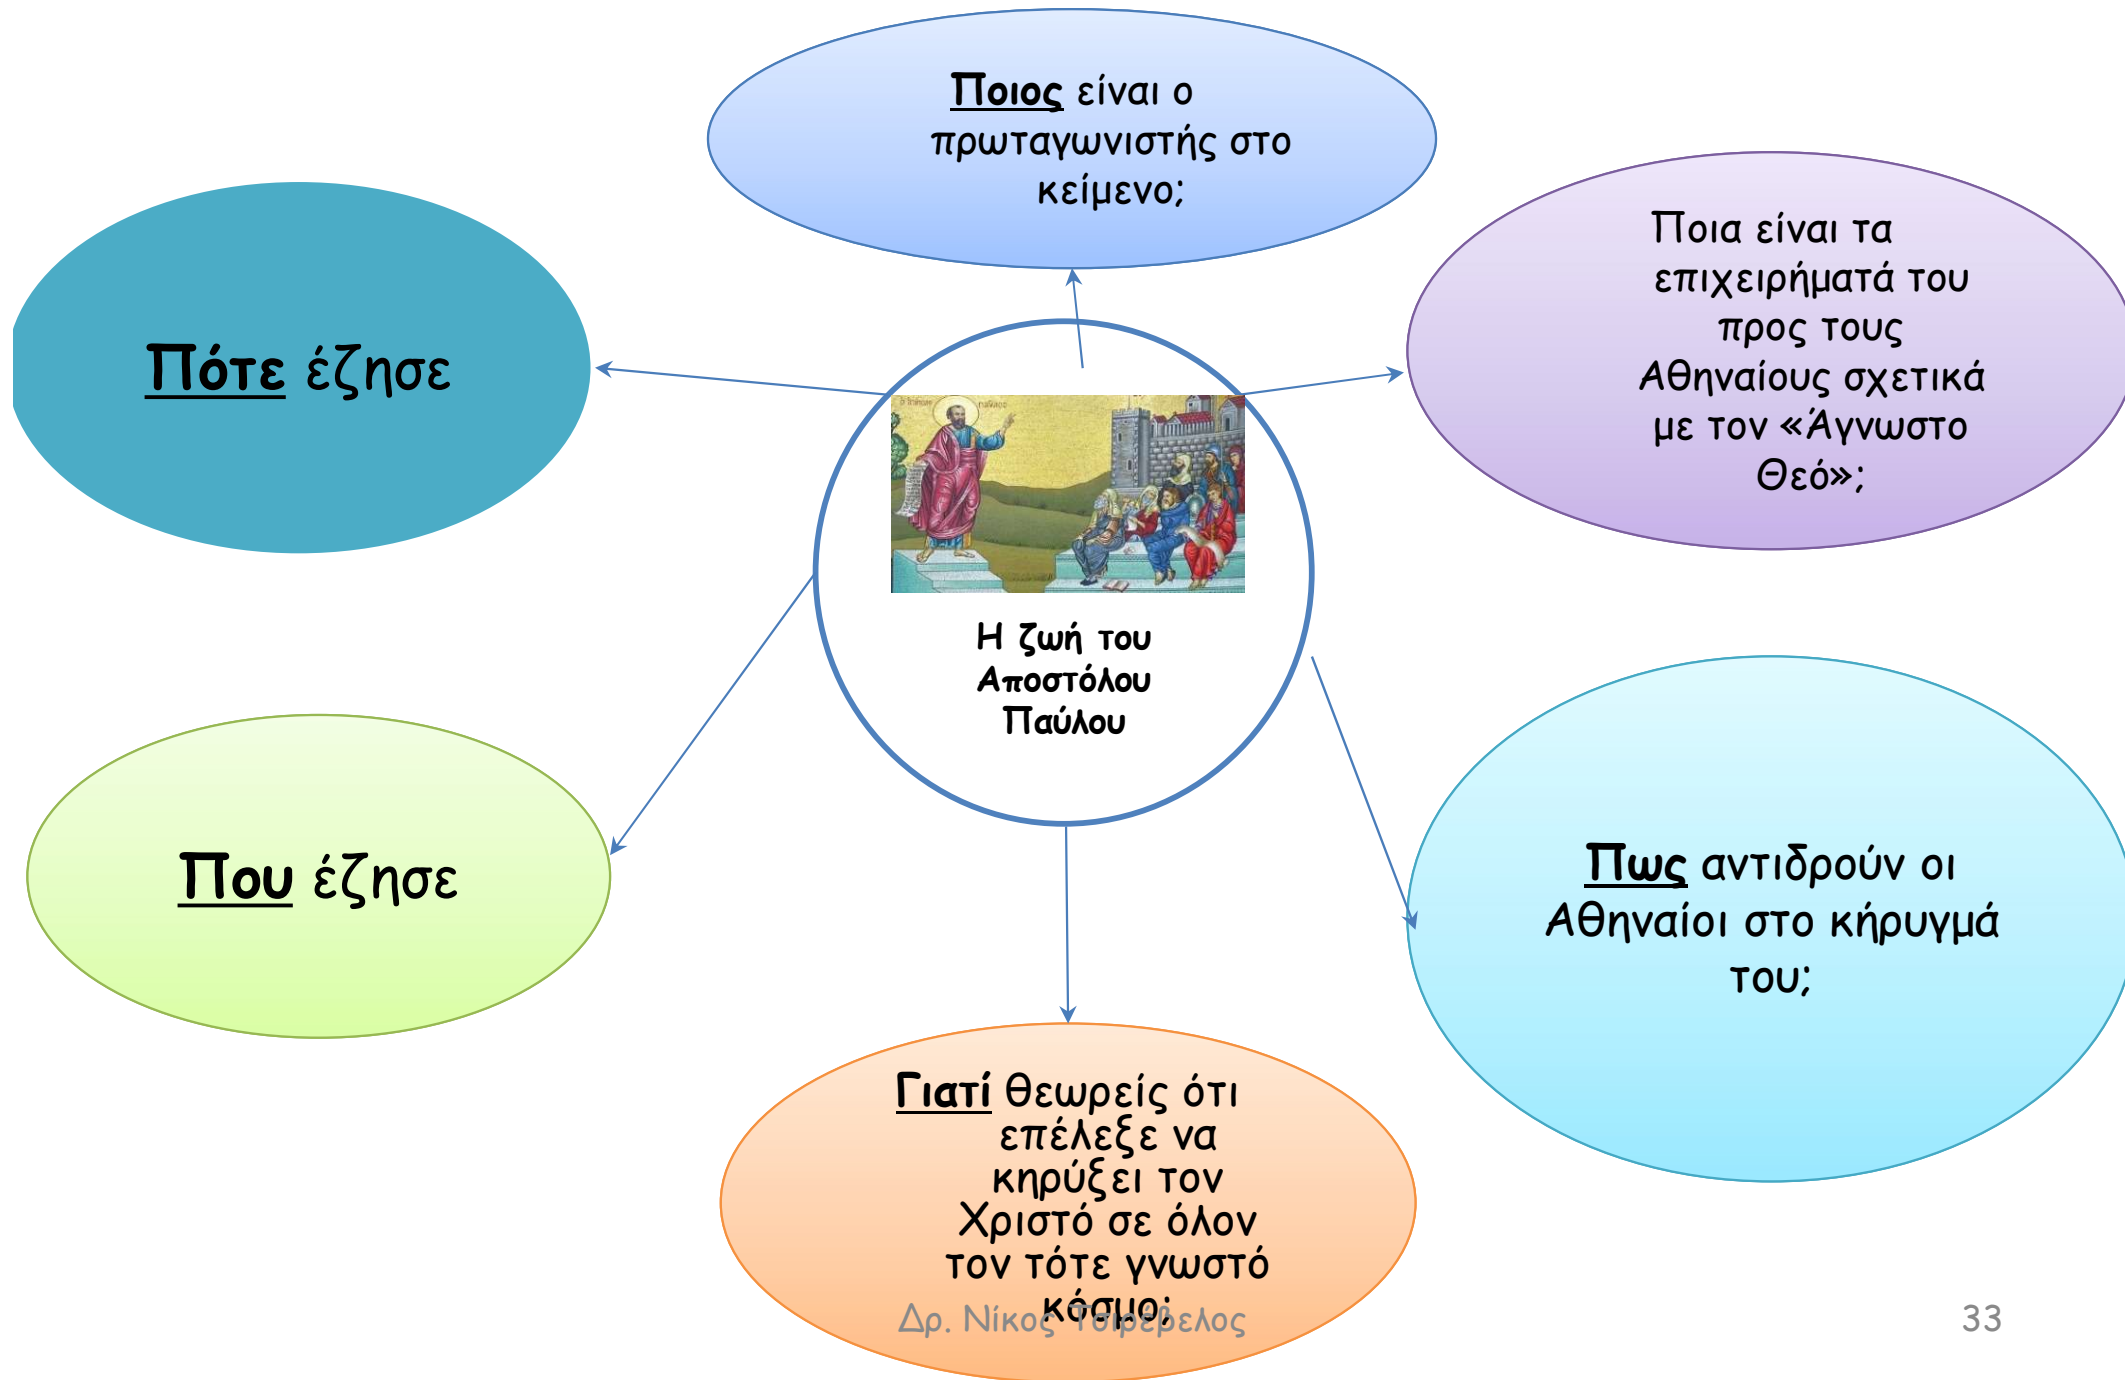 Ποιος είναι ο
πρωταγωνιστής στο
κείμενο;
Ποια είναι τα
επιχειρήματά του
προς τους
Αθηναίους σχετικά
με τον «Άγνωστο
Θεό»;
Πότε έζησε
Η ζωή του
Αποστόλου
Παύλου
Που έζησε
Πως αντιδρούν οι
Αθηναίοι στο κήρυγμά
του;
Γιατί θεωρείς ότι
επέλεξε να
κηρύξει τον
Χριστό σε όλον
τον τότε γνωστό
κόσμο;
Δρ. Νίκος Τσιρέβελος
33